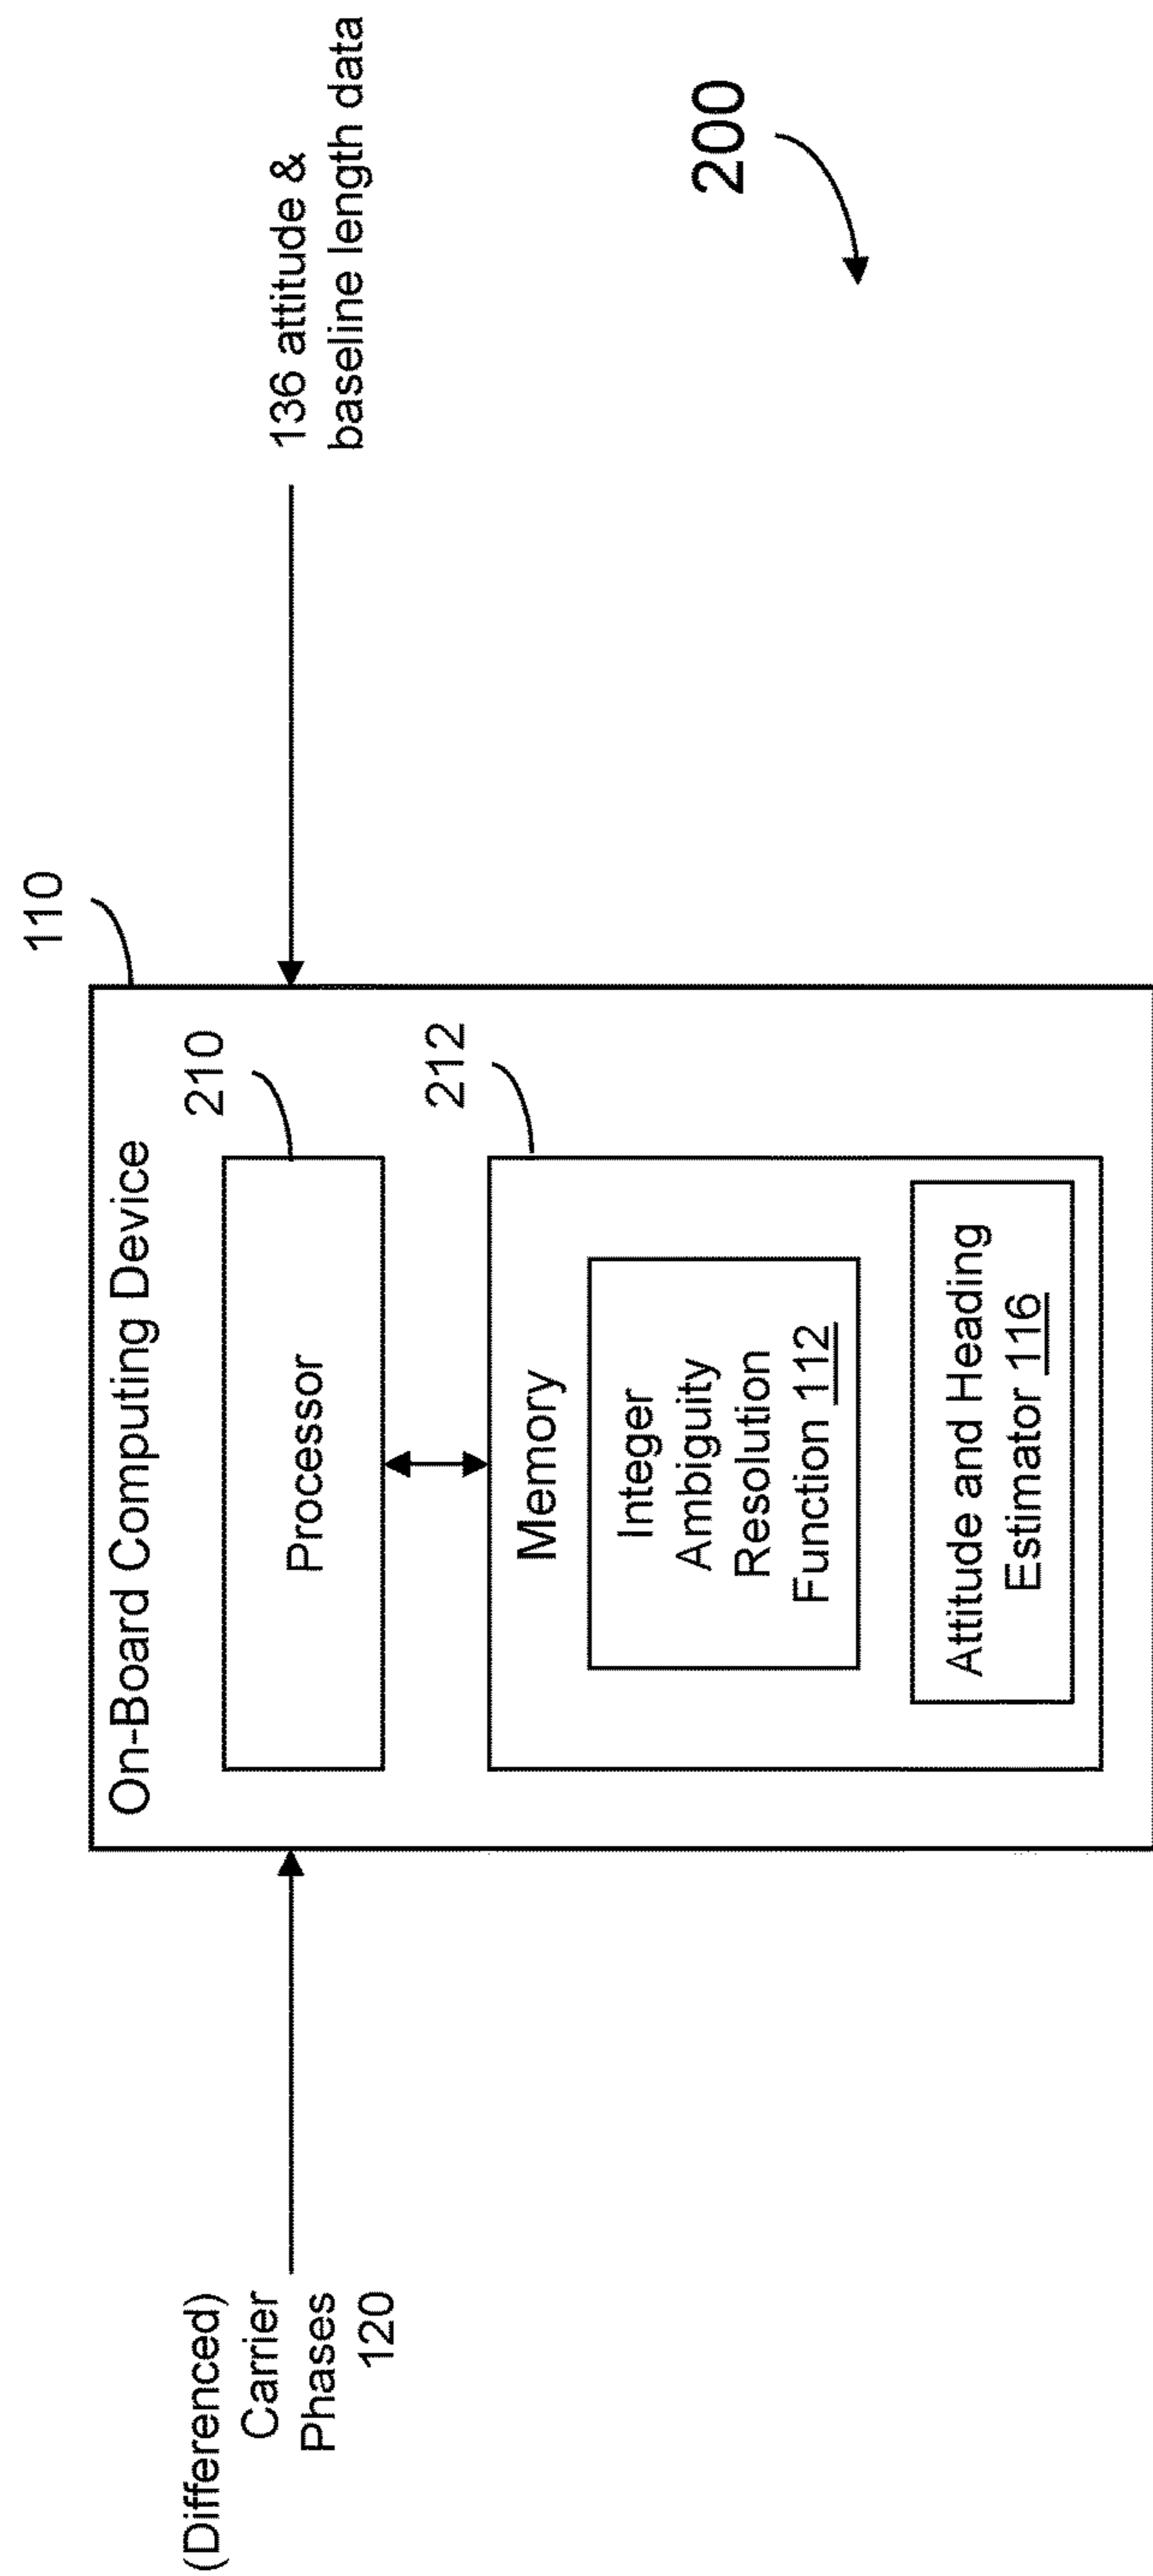 110
On-Board Computing Device
210
Processor
212
Memory
Integer
Ambiguity
Resolution
Function 112
Attitude and Heading
Estimator 116
(Differenced)
Carrier
Phases
120
136 attitude &
baseline length data
200